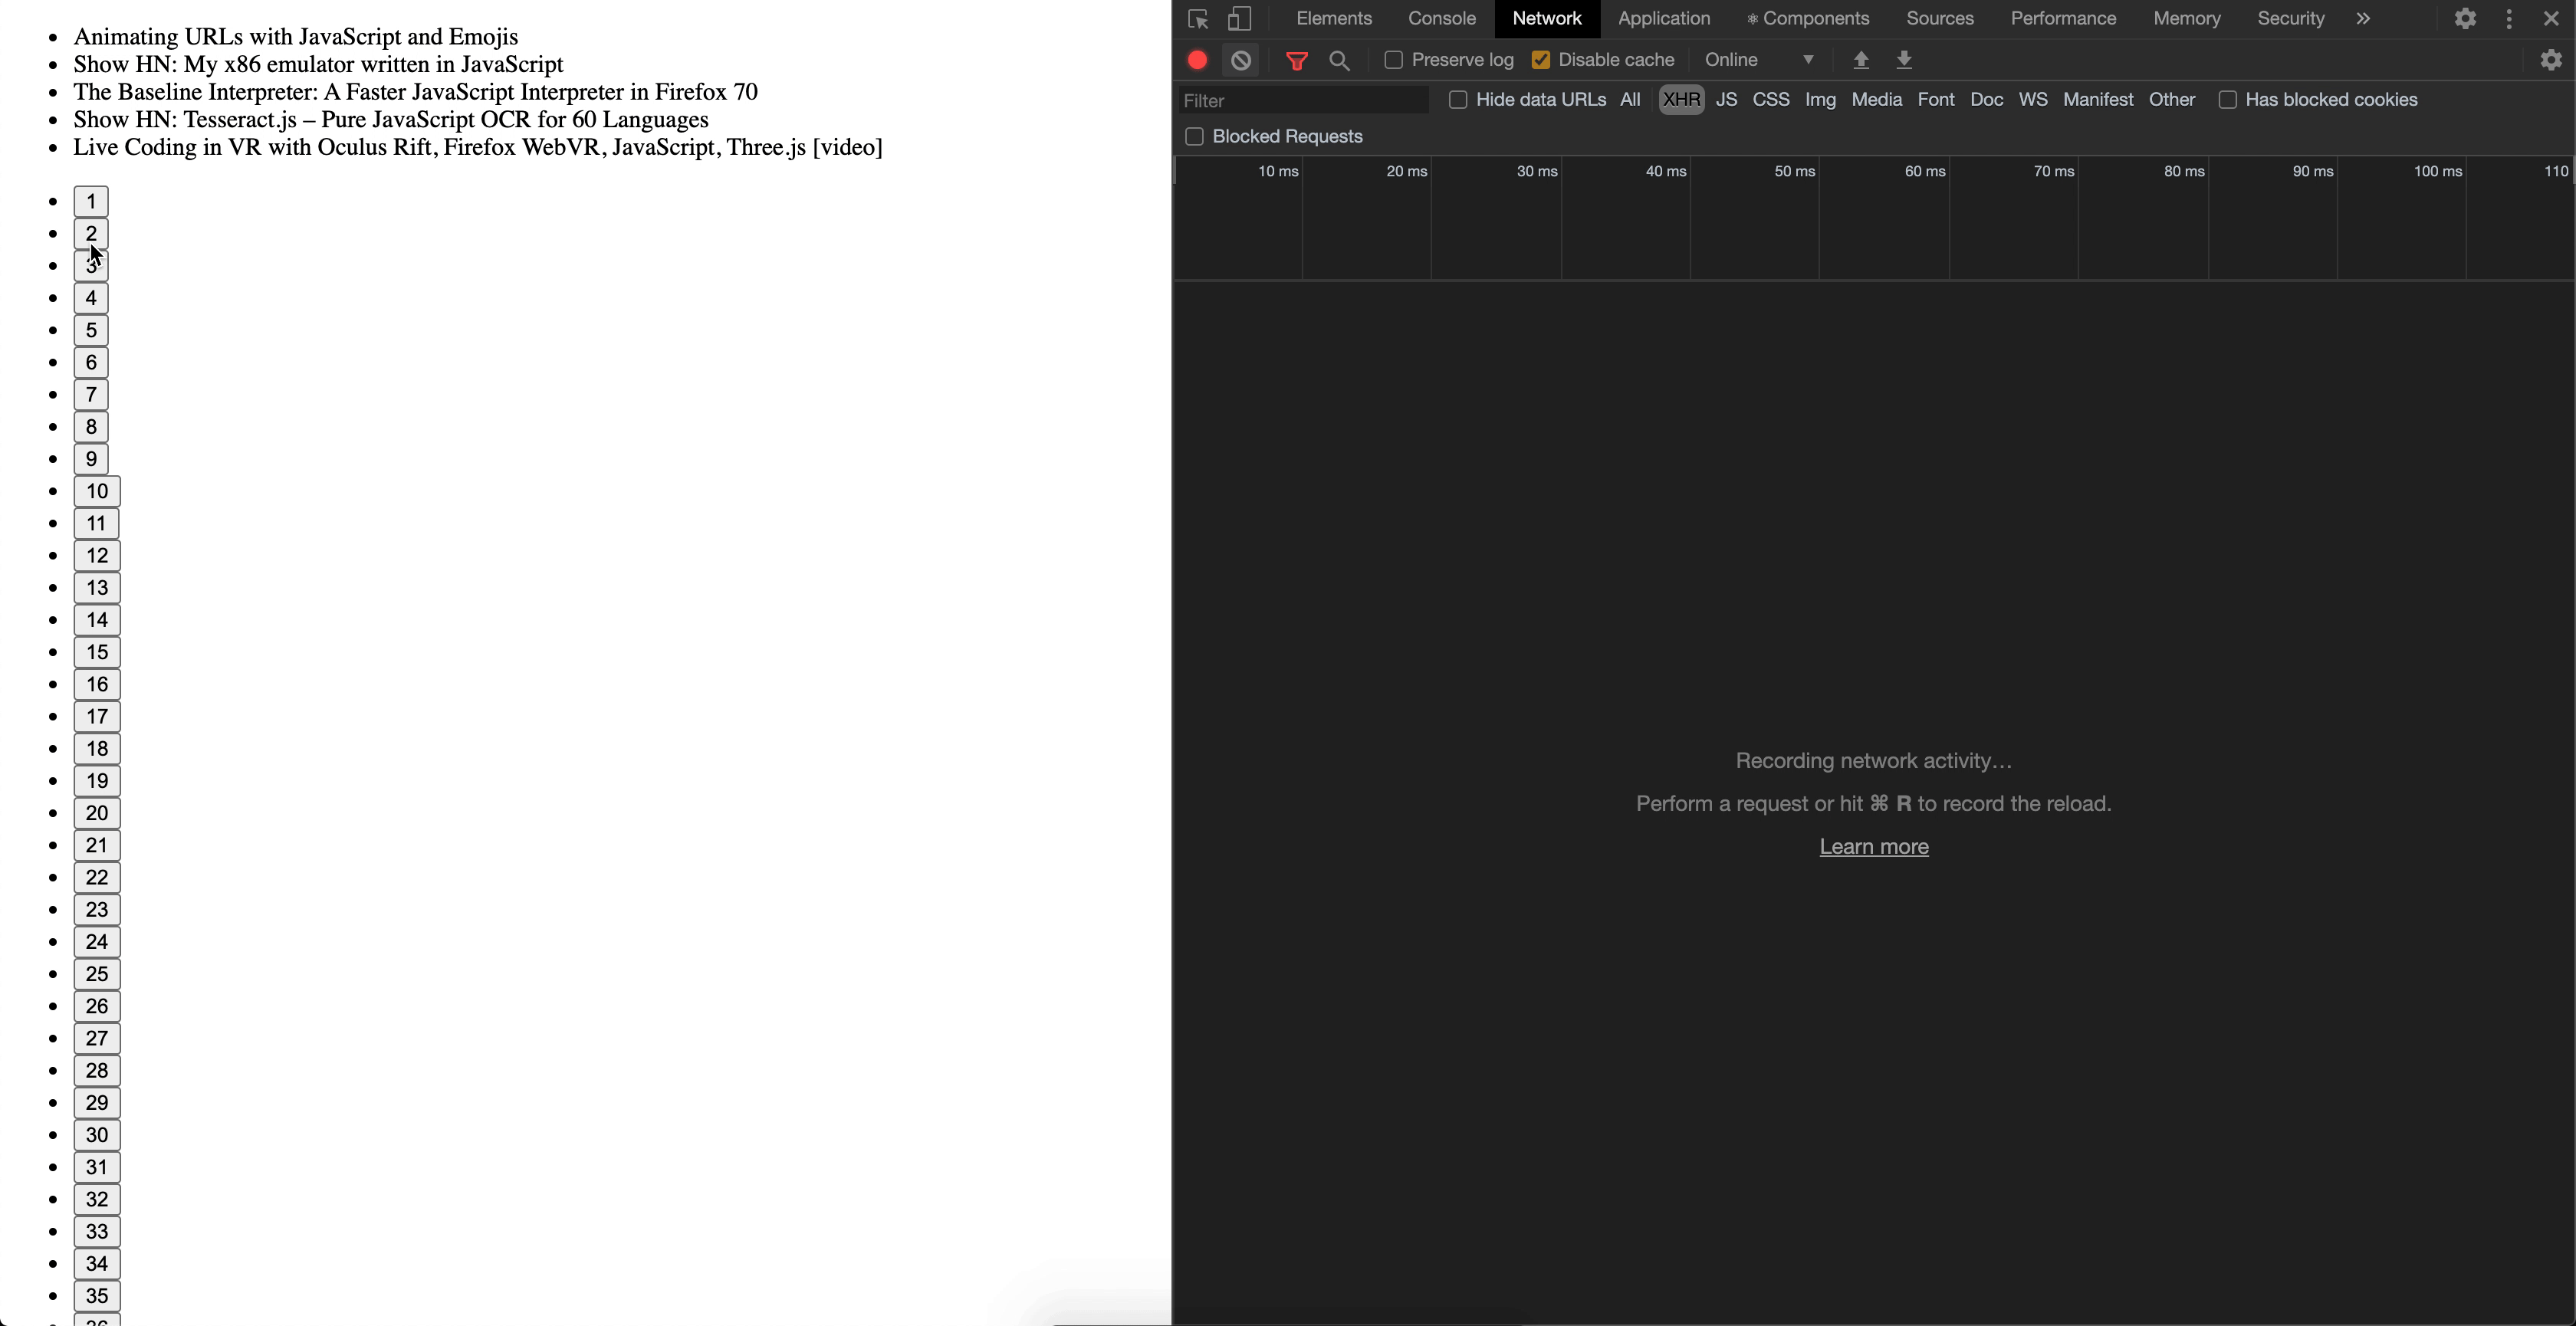 Animating URLs with JavaScript and Emojis
Show HN: My x86 emulator written in JavaScript
The Baseline Interpreter: A Faster JavaScript Interpreter in Firefox 70
Show HN: Tesseract.js – Pure JavaScript OCR for 60 Languages
Live Coding in VR with Oculus Rift, Firefox WebVR, JavaScript, Three.js [video]
1
2
3
4
5
6
7
8
9
10
11
12
13
14
15
16
17
18
19
20
21
22
23
24
25
26
27
28
29
30
31
32
33
34
35
36
Elements Console Network Application ⚛ Components Sources Performance Memory Security »
Preserve log Disable cache Online
Filter Hide data URLs All XHR JS CSS Img Media Font Doc WS Manifest Other Has blocked cookies
Blocked Requests
10 ms 20 ms 30 ms 40 ms 50 ms 60 ms 70 ms 80 ms 90 ms 100 ms 110
Recording network activity…
Perform a request or hit ⌘ R to record the reload.
Learn more